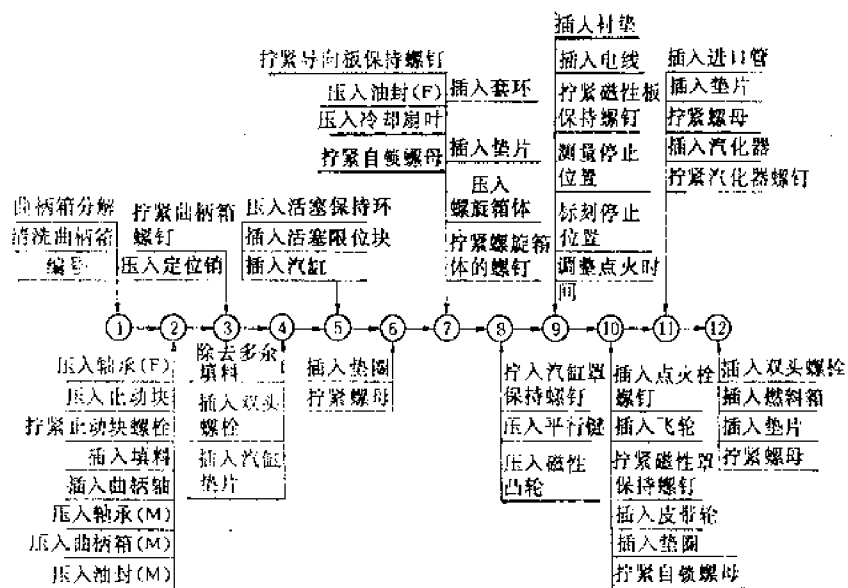 插入衬垫
插入电线
拧紧磁性板
保持螺钉
测量停止
位置
标刻停止
位置
调整点火时
间
插入进口管
插入垫片
拧紧螺母
插入汽化器
拧紧汽化器螺钉
拧紧导向板保持螺钉
压入油封(F)
压入冷却扇叶
拧紧自锁螺母
插入套环
插入垫片
压入
螺旋箱体
拧紧螺旋箱
体的螺钉
曲柄箱分解
清洗曲柄箱
编号
拧紧曲柄箱
螺钉
压入定位销
压入活塞保持环
插入活塞限位块
插入汽缸
1 2 3 4 5 6 7 8 9 10 11 12
压入轴承(F)
压入止动块
拧紧止动块螺栓
插入填料
插入曲柄轴
压入轴承(M)
压入曲柄箱(M)
压入油封(M)
除去多余
填料
插入双头
螺栓
插入汽缸
垫片
插入垫圈
拧紧螺母
拧入汽缸罩
保持螺钉
压入平行键
压入磁性
凸轮
插入点火栓
螺钉
插入飞轮
拧紧磁性罩
保持螺钉
插入皮带轮
插入垫圈
拧紧自锁螺母
插入双头螺栓
插入燃料箱
插入垫片
拧紧螺母